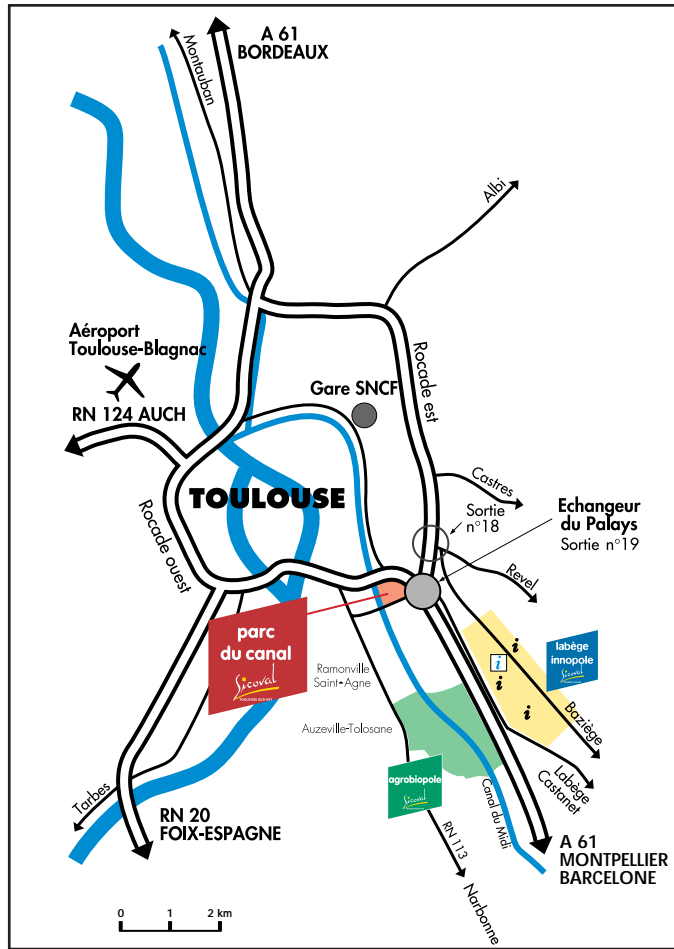 A 61
BORDEAUX
Montauban
Albi
Aéroport
Toulouse-Blagnac
Rocade est
Gare SNCF
RN 124 AUCH
TOULOUSE
Castres
Sortie
n°18
Echangeur
du Palays
Sortie n°19
Rocade ouest
Revel
parc
du canal
Sicoval
TOULOUSE SUD-EST
labège
innopole
Sicoval
i
i
i
i
Ramonville
Saint•Agne
Baziège
Auzeville-Tolosane
agrobiopole
Sicoval
Labège
Castanet
Canal du Midi
Tarbes
RN 20
FOIX-ESPAGNE
RN 113
A 61
MONTPELLIER
BARCELONE
Narbonne
0 1 2 km